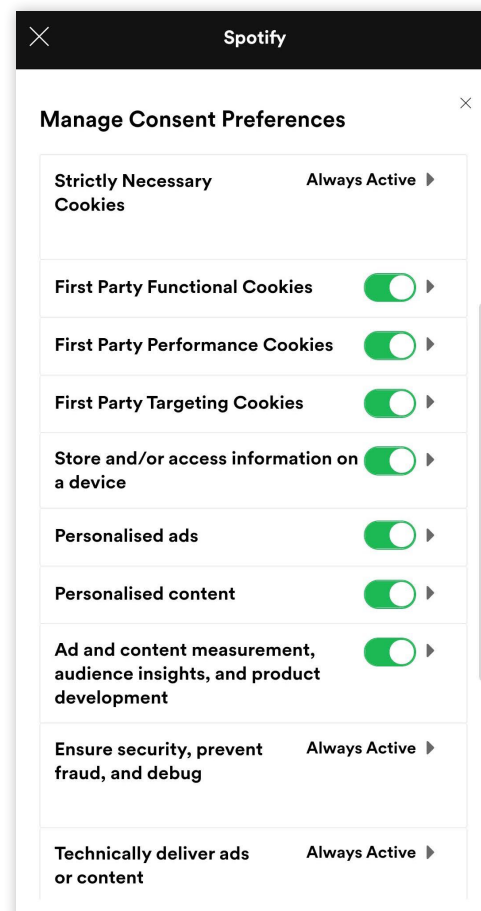 Spotify
Manage Consent Preferences
Strictly Necessary
Cookies
Always Active
First Party Functional Cookies
First Party Performance Cookies
First Party Targeting Cookies
Store and/or access information on
a device
Personalised ads
Personalised content
Ad and content measurement,
audience insights, and product
development
Ensure security, prevent
fraud, and debug
Always Active
Technically deliver ads
or content
Always Active